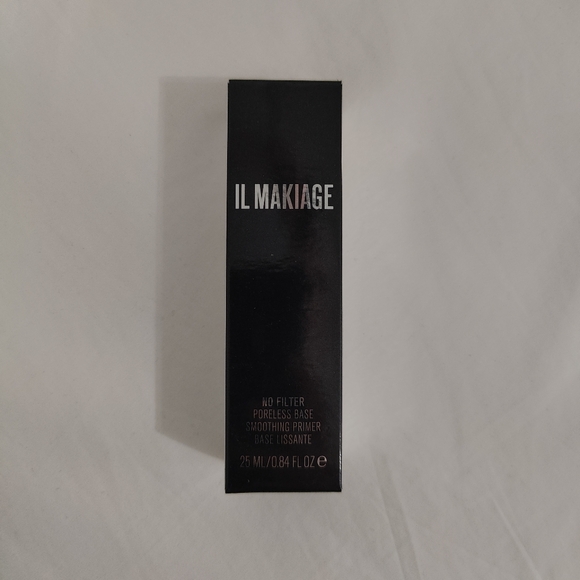 IL MAKIAGE
NO FILTER
PORELESS BASE
SMOOTHING PRIMER
BASE LISSANTE
25 ML/0.84 FL OZ ℮